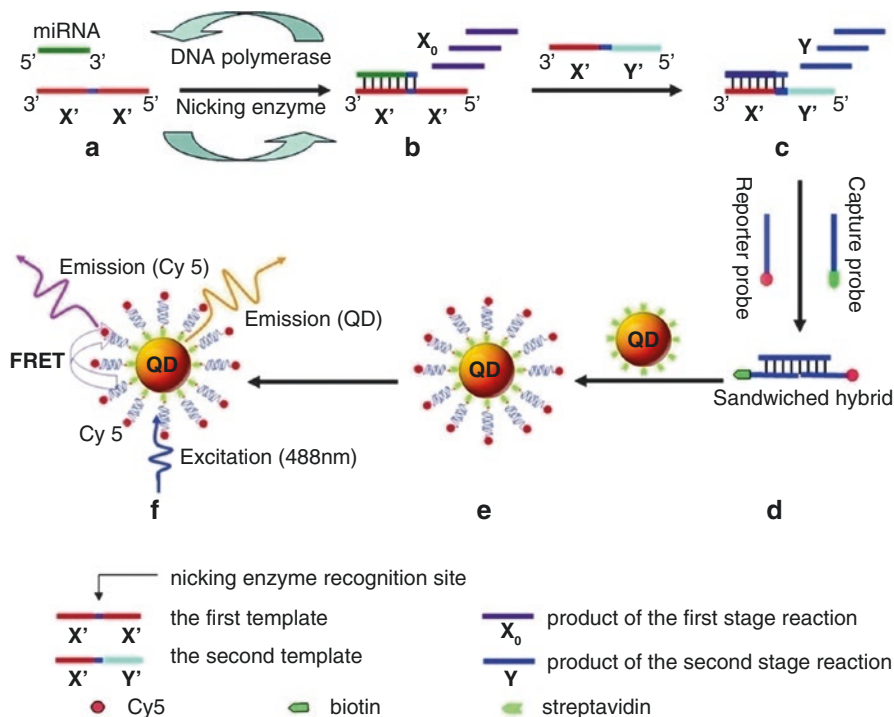 miRNA
5’ 3’
3’ 5’
X’ X’
a
DNA polymerase
Nicking enzyme
X0
3’ 5’
X’ X’
b
3’ 5’
X’ Y’
Y
3’ 5’
X’ Y’
c
Reporter probe
Capture probe
Sandwiched hybrid
d
QD
QD
e
Emission (Cy 5)
Emission (QD)
FRET
QD
Cy 5
Excitation (488nm)
f
nicking enzyme recognition site
the first template
X’ X’
the second template
X’ Y’
product of the first stage reaction
X0
product of the second stage reaction
Y
Cy5
biotin
streptavidin